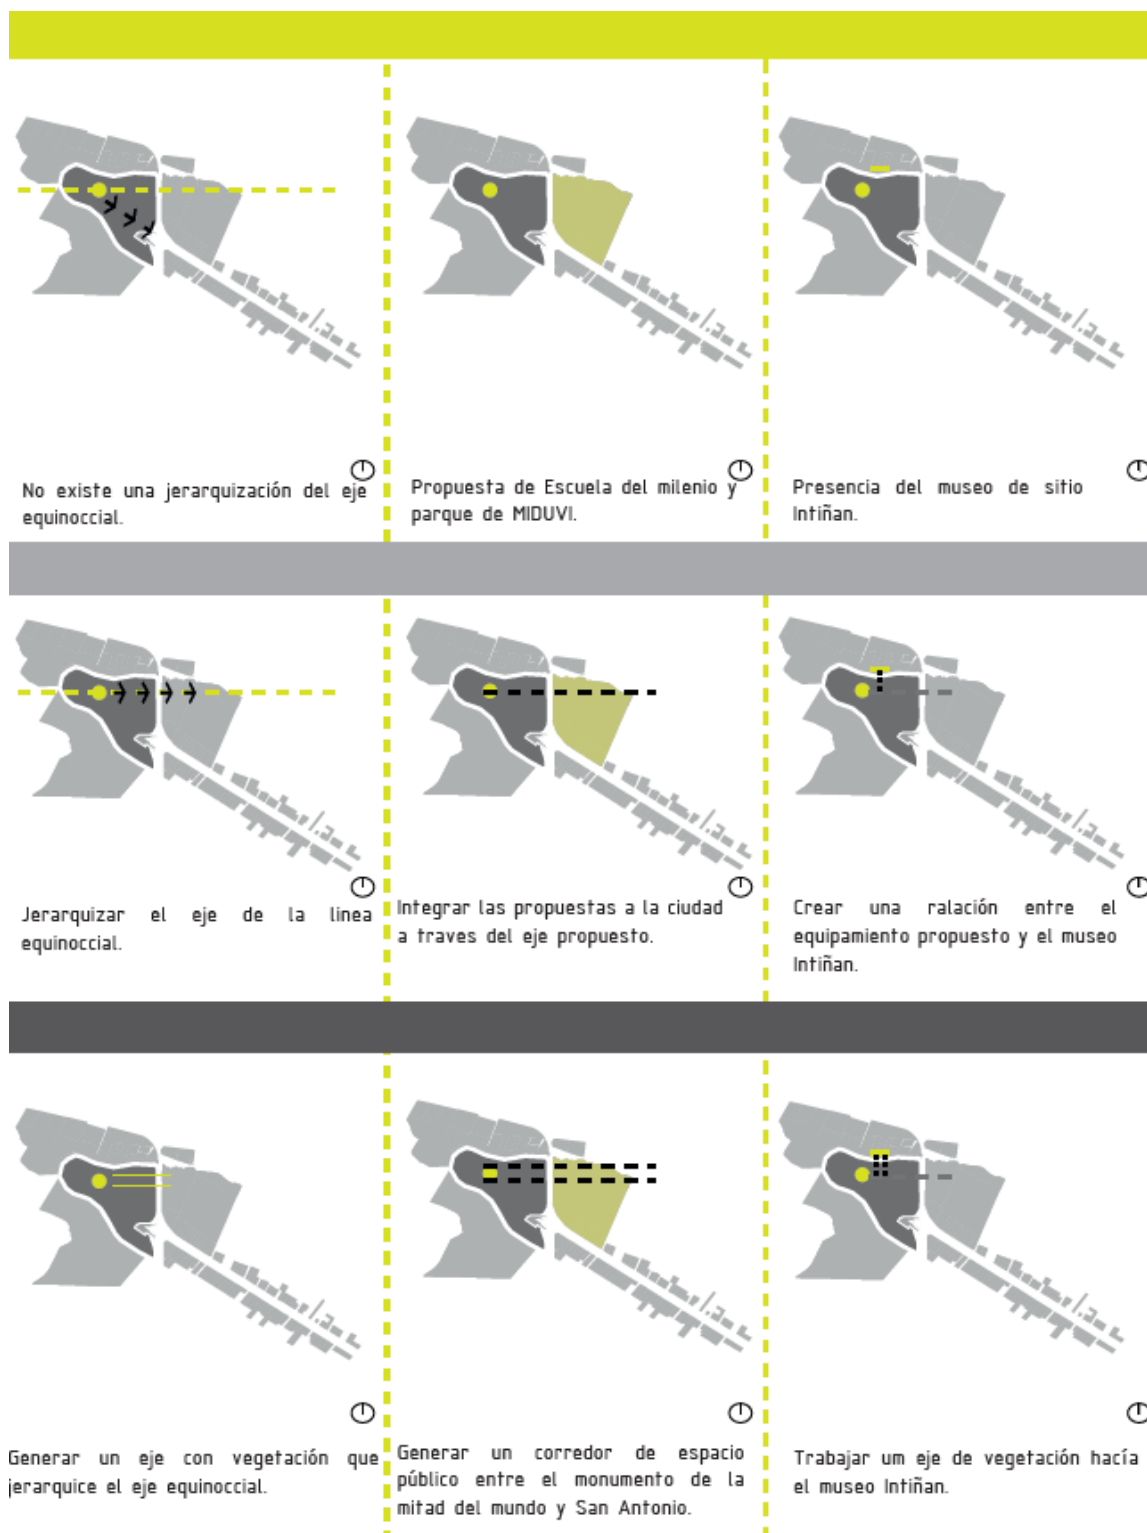 No existe una jerarquización del eje
equinoccial.
Propuesta de Escuela del milenio y
parque de MIDUVI.
Presencia del museo de sitio
Intiñan.
Jerarquizar el eje de la linea
equinoccial.
Integrar las propuestas a la ciudad
a traves del eje propuesto.
Crear una ralación entre el
equipamiento propuesto y el museo
Intiñan.
Generar un eje con vegetación que
jerarquice el eje equinoccial.
Generar un corredor de espacio
público entre el monumento de la
mitad del mundo y San Antonio.
Trabajar um eje de vegetación hacía
el museo Intiñan.